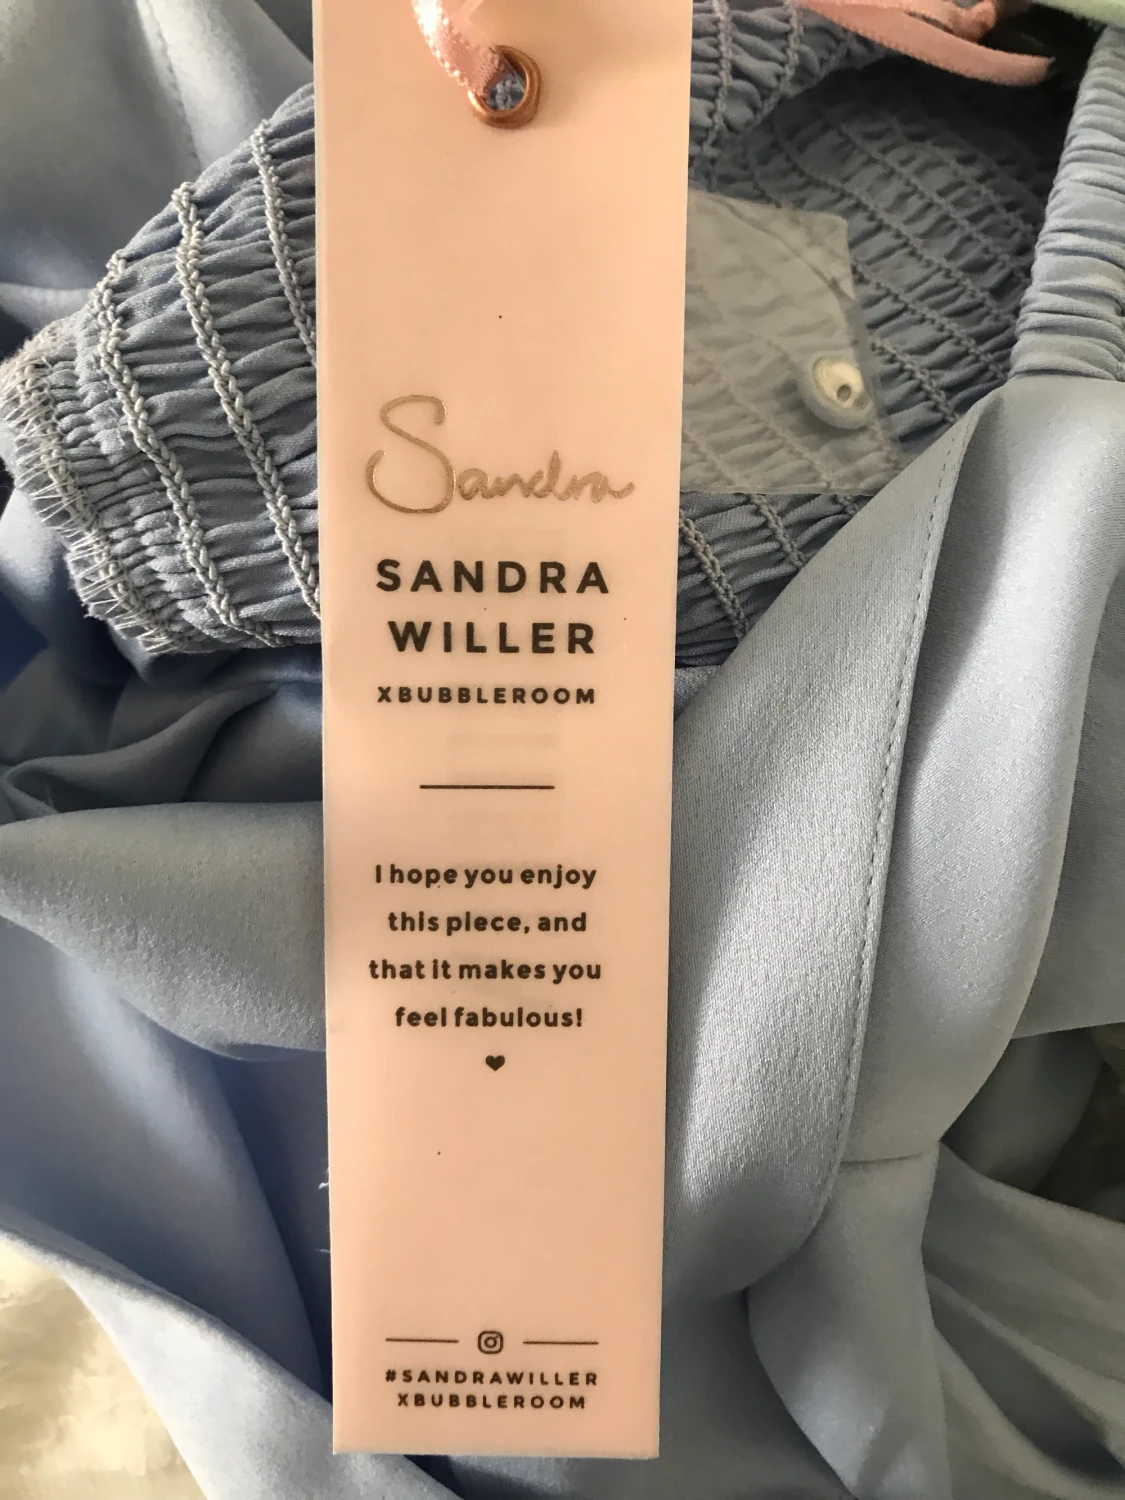 Sandra
SANDRA
WILLER
XBUBBLEROOM
I hope you enjoy
this piece, and
that it makes you
feel fabulous!
#SANDRAWILLER
XBUBBLEROOM